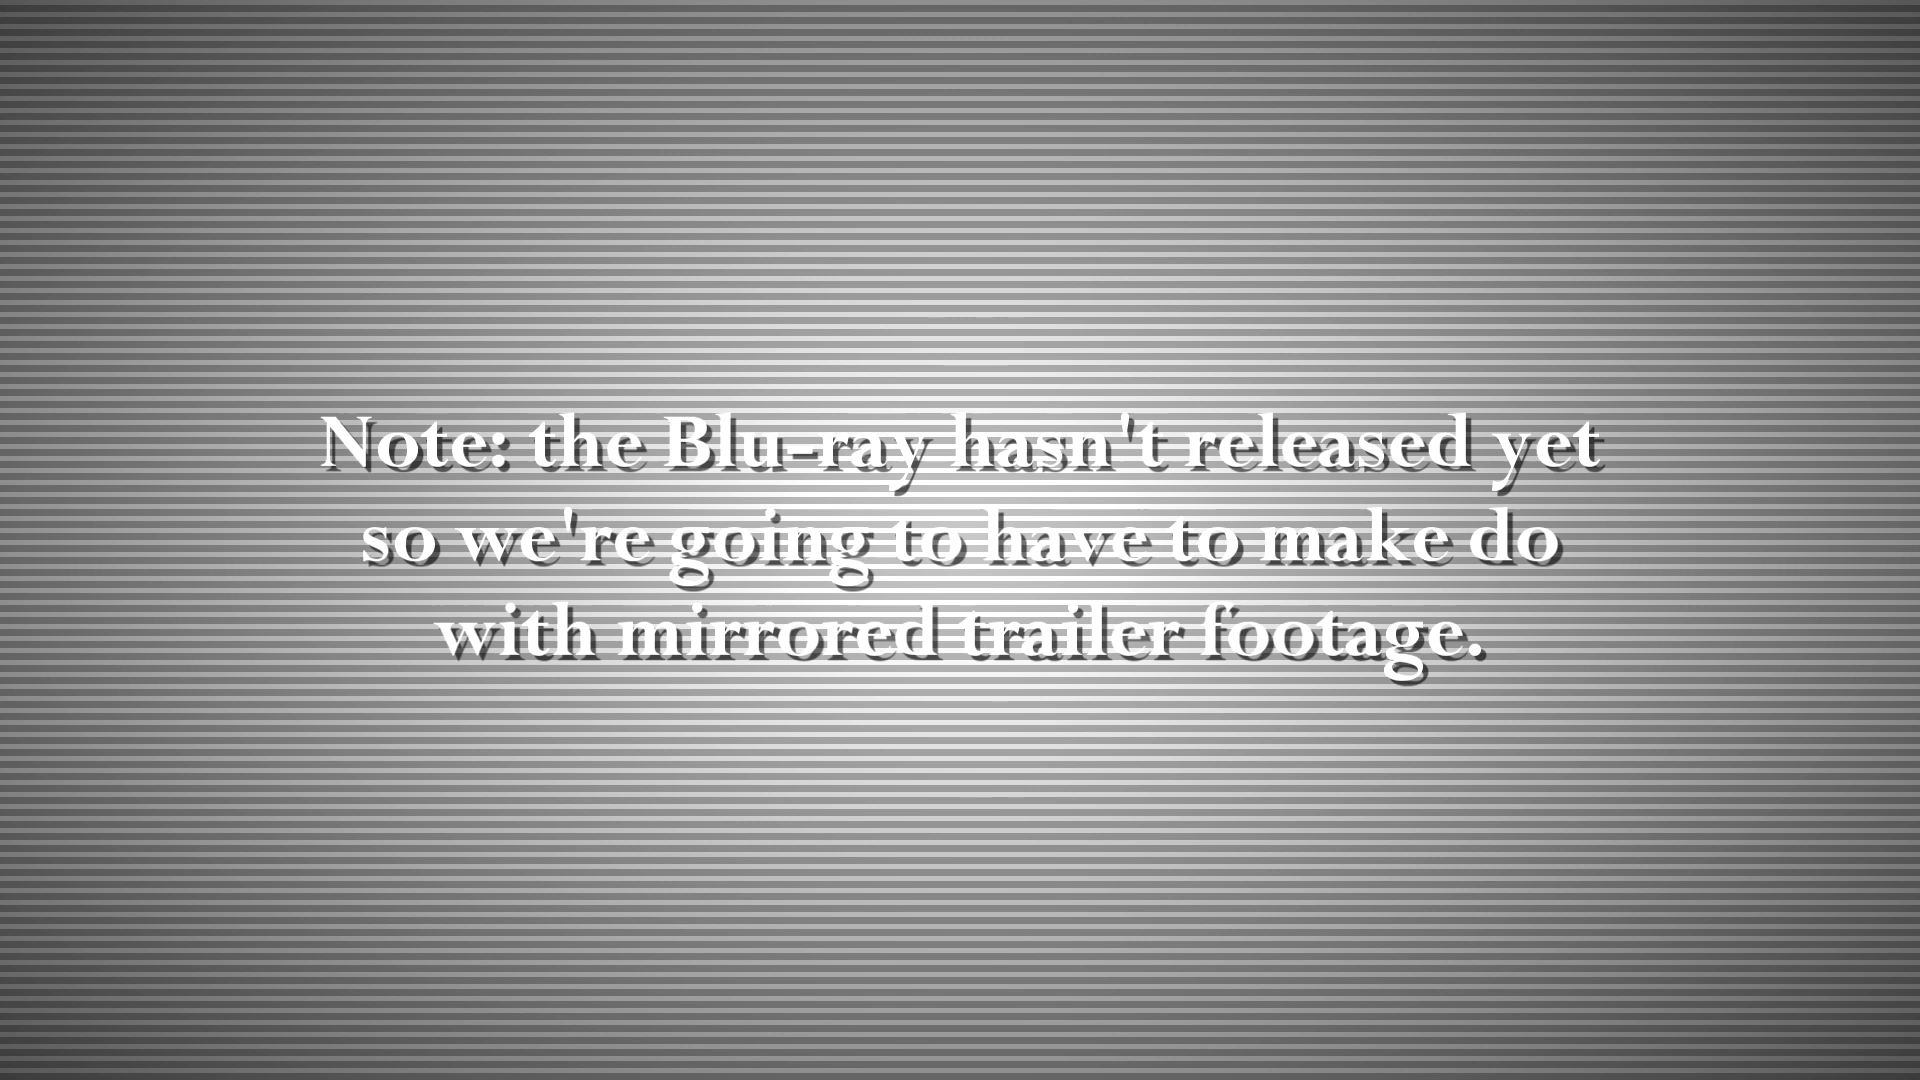 Note: the Blu-ray hasn't released yet
so we're going to have to make do
with mirrored trailer footage.